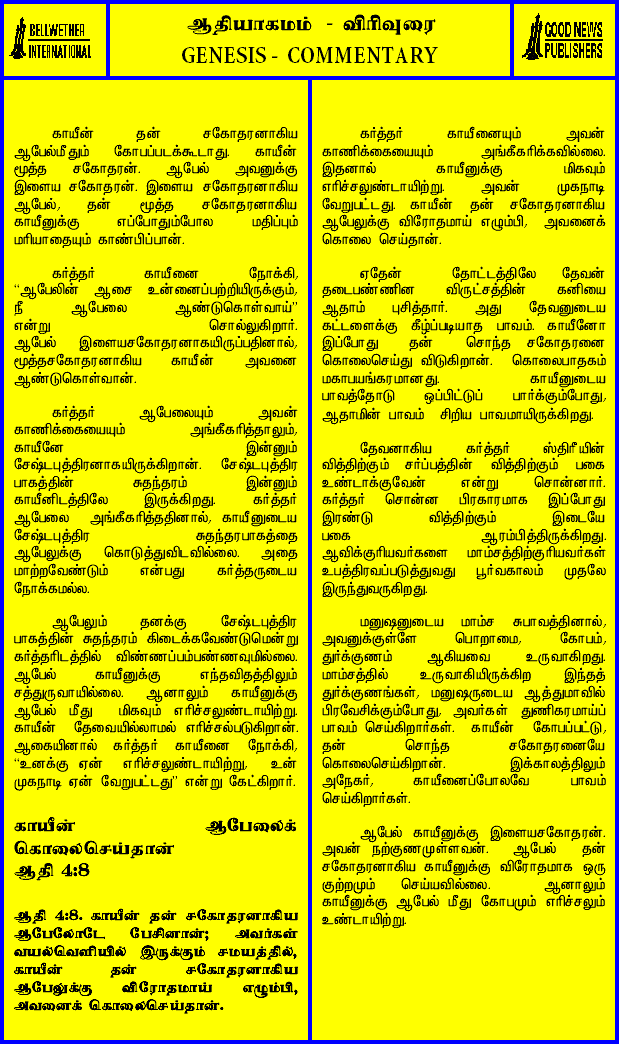 BELLWETHER
INTERNATIONAL
ஆதியாகமம் - விரிவுரை
GENESIS - COMMENTARY
GOOD NEWS
PUBLISHERS
காயீன் தன் சகோதரனாகிய
ஆபேல்மீதும் கோபப்படக்கூடாது. காயீன்
மூத்த சகோதரன். ஆபேல் அவனுக்கு
இளைய சகோதரன். இளைய சகோதரனாகிய
ஆபேல், தன் மூத்த சகோதரனாகிய
காயீனுக்கு எப்போதும்போல மதிப்பும்
மரியாதையும் காண்பிப்பான்.
கர்த்தர் காயீனை நோக்கி,
“ஆபேலின் ஆசை உன்னைப்பற்றியிருக்கும்,
நீ ஆபேலை ஆண்டுகொள்வாய்”
என்று சொல்லுகிறார்.
ஆபேல் இளையசகோதரனாகயிருப்பதினால்,
மூத்தசகோதரனாகிய காயீன் அவனை
ஆண்டுகொள்வான்.
கர்த்தர் ஆபேலையும் அவன்
காணிக்கையையும் அங்கீகரித்தாலும்,
காயீனே இன்னும்
சேஷ்டபுத்திரனாகயிருக்கிறான். சேஷ்டபுத்திர
பாகத்தின் சுதந்தரம் இன்னும்
காயீனிடத்திலே இருக்கிறது. கர்த்தர்
ஆபேலை அங்கீகரித்ததினால், காயீனுடைய
சேஷ்டபுத்திர சுதந்தரபாகத்தை
ஆபேலுக்கு கொடுத்துவிடவில்லை. அதை
மாற்றவேண்டும் என்பது கர்த்தருடைய
நோக்கமல்ல.
ஆபேலும் தனக்கு சேஷ்டபுத்திர
பாகத்தின் சுதந்தரம் கிடைக்கவேண்டுமென்று
கர்த்தரிடத்தில் விண்ணப்பம்பண்ணவுமில்லை.
ஆபேல் காயீனுக்கு எந்தவிதத்திலும்
சத்துருவாயில்லை. ஆனாலும் காயீனுக்கு
ஆபேல் மீது மிகவும் எரிச்சலுண்டாயிற்று.
காயீன் தேவையில்லாமல் எரிச்சல்படுகிறான்.
ஆகையினால் கர்த்தர் காயீனை நோக்கி,
“உனக்கு ஏன் எரிச்சலுண்டாயிற்று, உன்
முகநாடி ஏன் வேறுபட்டது” என்று கேட்கிறார்.
காயீன் ஆபேலைக்
கொலைசெய்தான்
ஆதி 4:8
ஆதி 4:8. காயீன் தன் சகோதரனாகிய
ஆபேலோடே பேசினான்; அவர்கள்
வயல்வெளியில் இருக்கும் சமயத்தில்,
காயீன் தன் சகோதரனாகிய
ஆபேலுக்கு விரோதமாய் எழும்பி,
அவனைக் கொலைசெய்தான்.
கர்த்தர் காயீனையும் அவன்
காணிக்கையையும் அங்கீகரிக்கவில்லை.
இதனால் காயீனுக்கு மிகவும்
எரிச்சலுண்டாயிற்று. அவன் முகநாடி
வேறுபட்டது. காயீன் தன் சகோதரனாகிய
ஆபேலுக்கு விரோதமாய் எழும்பி, அவனைக்
கொலை செய்தான்.
ஏதேன் தோட்டத்திலே தேவன்
தடைபண்ணின விருட்சத்தின் கனியை
ஆதாம் புசித்தார். அது தேவனுடைய
கட்டளைக்கு கீழ்ப்படியாத பாவம். காயீனோ
இப்போது தன் சொந்த சகோதரனை
கொலைசெய்து விடுகிறான். கொலைபாதகம்
மகாபயங்கரமானது. காயீனுடைய
பாவத்தோடு ஒப்பிட்டுப் பார்க்கும்போது,
ஆதாமின் பாவம் சிறிய பாவமாயிருக்கிறது.
தேவனாகிய கர்த்தர் ஸ்திரீயின்
வித்திற்கும் சர்ப்பத்தின் வித்திற்கும் பகை
உண்டாக்குவேன் என்று சொன்னார்.
கர்த்தர் சொன்ன பிரகாரமாக இப்போது
இரண்டு வித்திற்கும் இடையே
பகை ஆரம்பித்திருக்கிறது.
ஆவிக்குரியவர்களை மாம்சத்திற்குரியவர்கள்
உபத்திரவப்படுத்துவது பூர்வகாலம் முதலே
இருந்துவருகிறது.
மனுஷனுடைய மாம்ச சுபாவத்தினால்,
அவனுக்குள்ளே பொறாமை, கோபம்,
துர்க்குணம் ஆகியவை உருவாகிறது.
மாம்சத்தில் உருவாகியிருக்கிற இந்தத்
துர்க்குணங்கள், மனுஷருடைய ஆத்துமாவில்
பிரவேசிக்கும்போது, அவர்கள் துணிகரமாய்ப்
பாவம் செய்கிறார்கள். காயீன் கோபப்பட்டு,
தன் சொந்த சகோதரனையே
கொலைசெய்கிறான். இக்காலத்திலும்
அநேகர், காயீனைப்போலவே பாவம்
செய்கிறார்கள்.
ஆபேல் காயீனுக்கு இளையசகோதரன்.
அவன் நற்குணமுள்ளவன். ஆபேல் தன்
சகோதரனாகிய காயீனுக்கு விரோதமாக ஒரு
குற்றமும் செய்யவில்லை. ஆனாலும்
காயீனுக்கு ஆபேல் மீது கோபமும் எரிச்சலும்
உண்டாயிற்று.